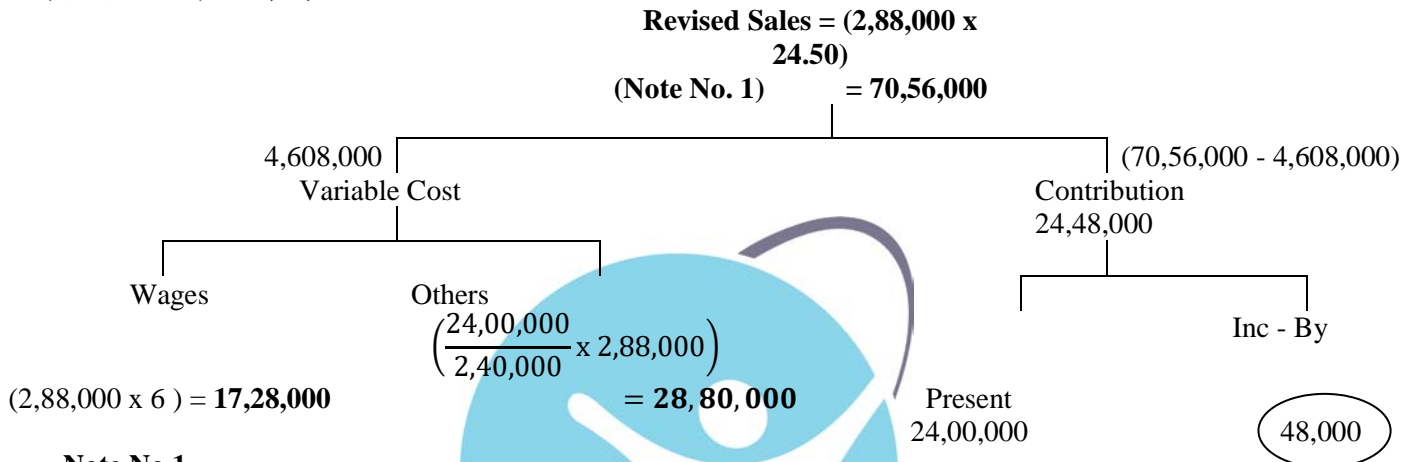 Revised Sales = (2,88,000 x
24.50)
(Note No. 1) = 70,56,000
4,608,000
(70,56,000 - 4,608,000)
Variable Cost
Contribution
24,48,000
Wages
Others
Inc - By
(24,00,000
2,40,000 x 2,88,000)
(2,88,000 x 6 ) = 17,28,000
= 28,80,000
Present
24,00,000
48,000